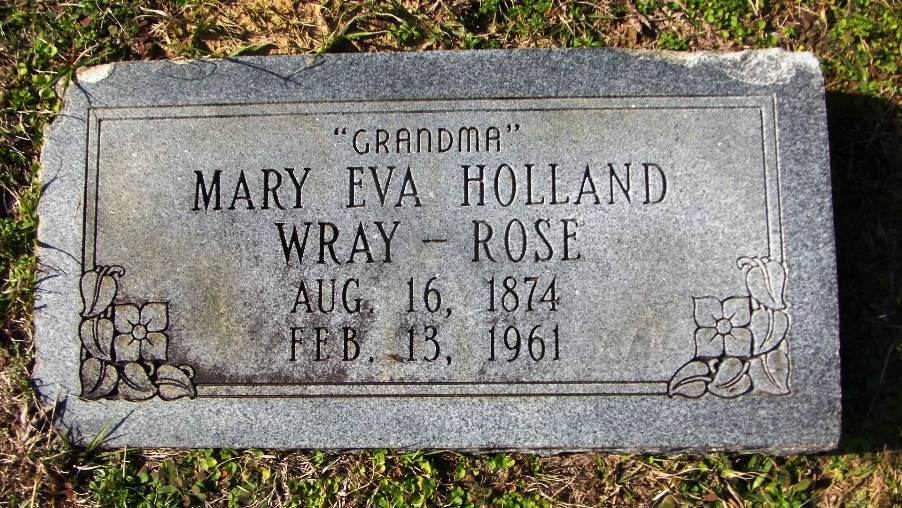 "GRANDMA"
MARY EVA HOLLAND
WRAY – ROSE
AUG. 16, 1874
FEB. 13, 1961